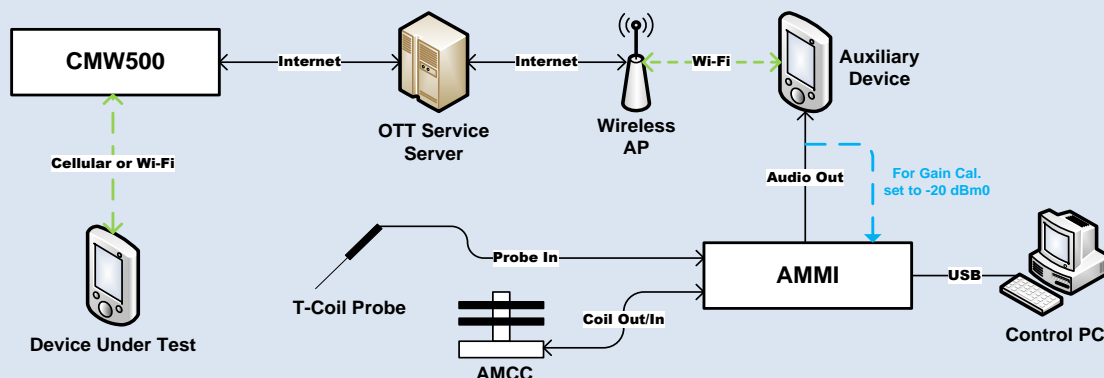 CMW500
Internet
Internet
Wi-Fi
Auxiliary
Device
OTT Service
Server
Wireless
AP
Cellular or Wi-Fi
Audio Out
For Gain Cal.
set to -20 dBm0
Probe In
AMMI
USB
T-Coil Probe
Coil Out/In
Device Under Test
Control PC
AMCC